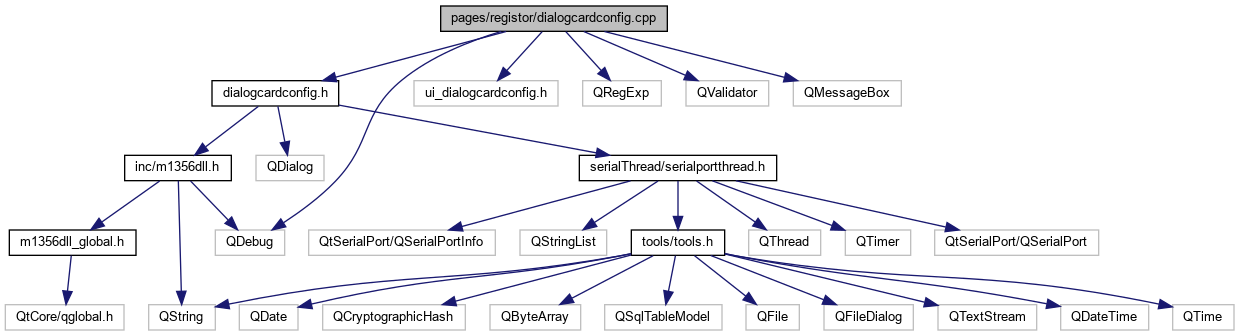 pages/registor/dialogcardconfig.cpp
dialogcardconfig.h
ui_dialogcardconfig.h
QRegExp
QValidator
QMessageBox
inc/m1356dll.h
QDialog
serialThread/serialportthread.h
m1356dll_global.h
QDebug
QtSerialPort/QSerialPortInfo
QStringList
tools/tools.h
QThread
QTimer
QtSerialPort/QSerialPort
QtCore/qglobal.h
QString
QDate
QCryptographicHash
QByteArray
QSqlTableModel
QFile
QFileDialog
QTextStream
QDateTime
QTime